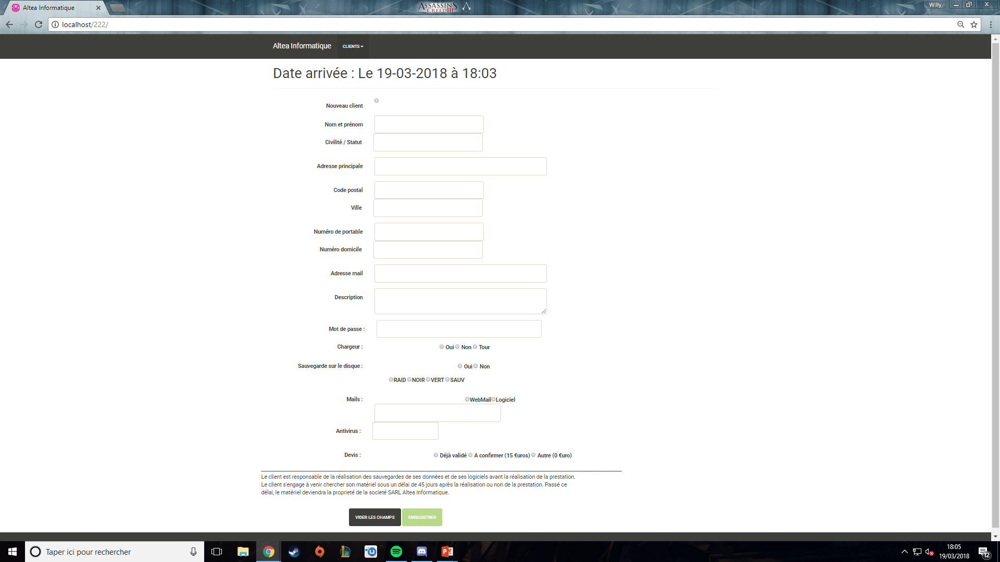 Altea Informatique
ASSASSINS
CREED III
Willy
localhost/222/
Altea Informatique CLIENTS
Date arrivée : Le 19-03-2018 à 18:03
Nouveau client
Nom et prénom
Civilité / Statut
Adresse principale
Code postal
Ville
Numéro de portable
Numéro domicile
Adresse mail
Description
Mot de passe :
Chargeur : Oui Non Tour
Sauvegarde sur le disque : Oui Non
RAID NOIR VERT SAUV
Mails : WebMail Logiciel
Antivirus :
Devis : Déjà validé A confirmer (15 €uros) Autre (0 €uro)
Le client est responsable de la réalisation des sauvegardes de ses données et de ses logiciels avant la réalisation de la prestation.
Le client s'engage à venir chercher son matériel sous un délai de 45 jours après la réalisation ou non de la prestation. Passé ce
délai, le matériel deviendra la proprieté de la societé SARL Altea Informatique.
VIDER LES CHAMPS ENREGISTRER
Taper ici pour rechercher
18:05
19/03/2018
12